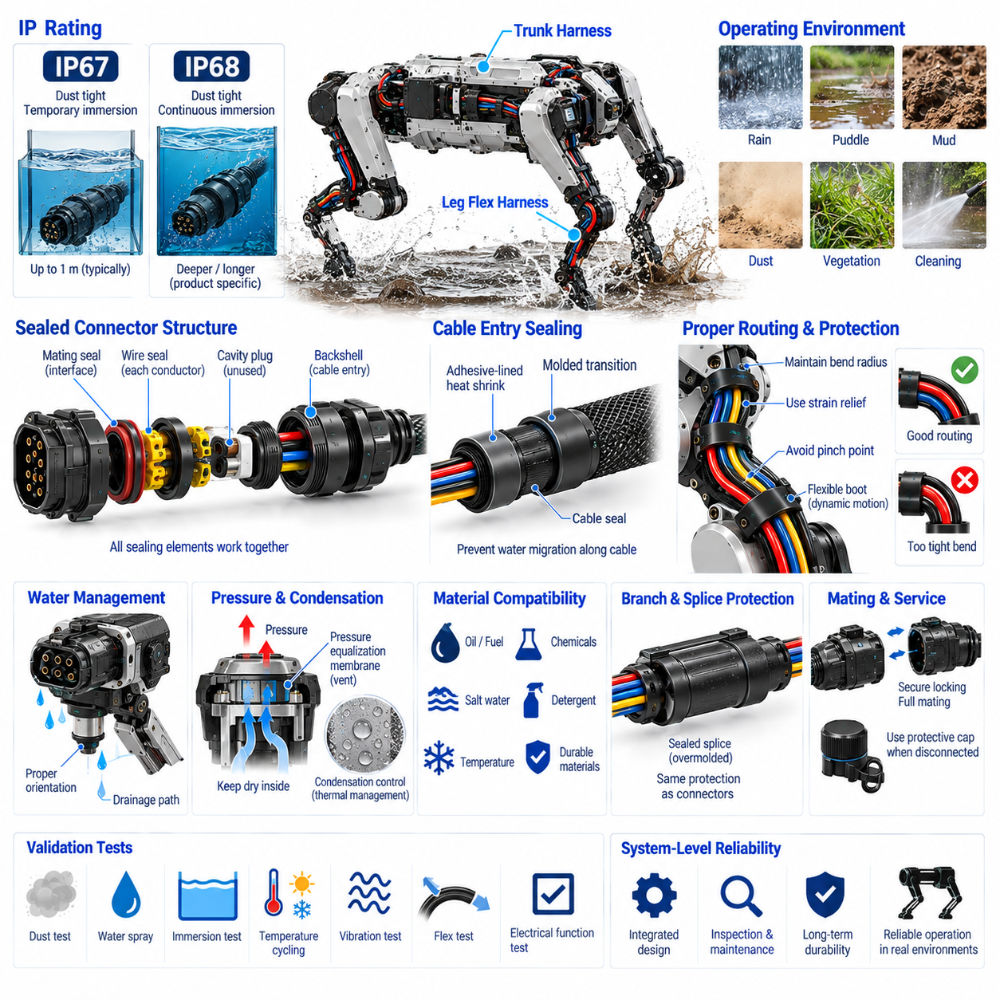 IP Rating
IP67
Dust tight
Temporary immersion
Up to 1 m (typically)
IP68
Dust tight
Continuous immersion
Deeper / longer
(product specific)
Trunk Harness
Leg Flex Harness
Operating Environment
Rain
Puddle
Mud
Dust
Vegetation
Cleaning
Sealed Connector Structure
Mating seal
(interface)
Wire seal
(each conductor)
Cavity plug
(unused)
Backshell
(cable entry)
All sealing elements work together
Cable Entry Sealing
Adhesive-lined
heat shrink
Molded transition
Cable seal
Prevent water migration along cable
Proper Routing & Protection
Maintain bend radius
Use strain relief
Avoid pinch point
Flexible boot
(dynamic motion)
Good routing
Too tight bend
Water Management
Proper
orientation
Drainage path
Pressure & Condensation
Pressure
Pressure
equalization
membrane
(vent)
Keep dry inside
Condensation control
(thermal management)
Material Compatibility
Oil / Fuel
Chemicals
Salt water
Detergent
Temperature
Durable
materials
Branch & Splice Protection
Sealed splice
(overmolded)
Same protection
as connectors
Mating & Service
Secure locking
Full mating
Use protective cap
when disconnected
Validation Tests
Dust test
Water spray
Immersion test
Temperature
cycling
Vibration test
Flex test
Electrical function
test
System-Level Reliability
Integrated
design
Inspection &
maintenance
Long-term
durability
Reliable operation
in real environments